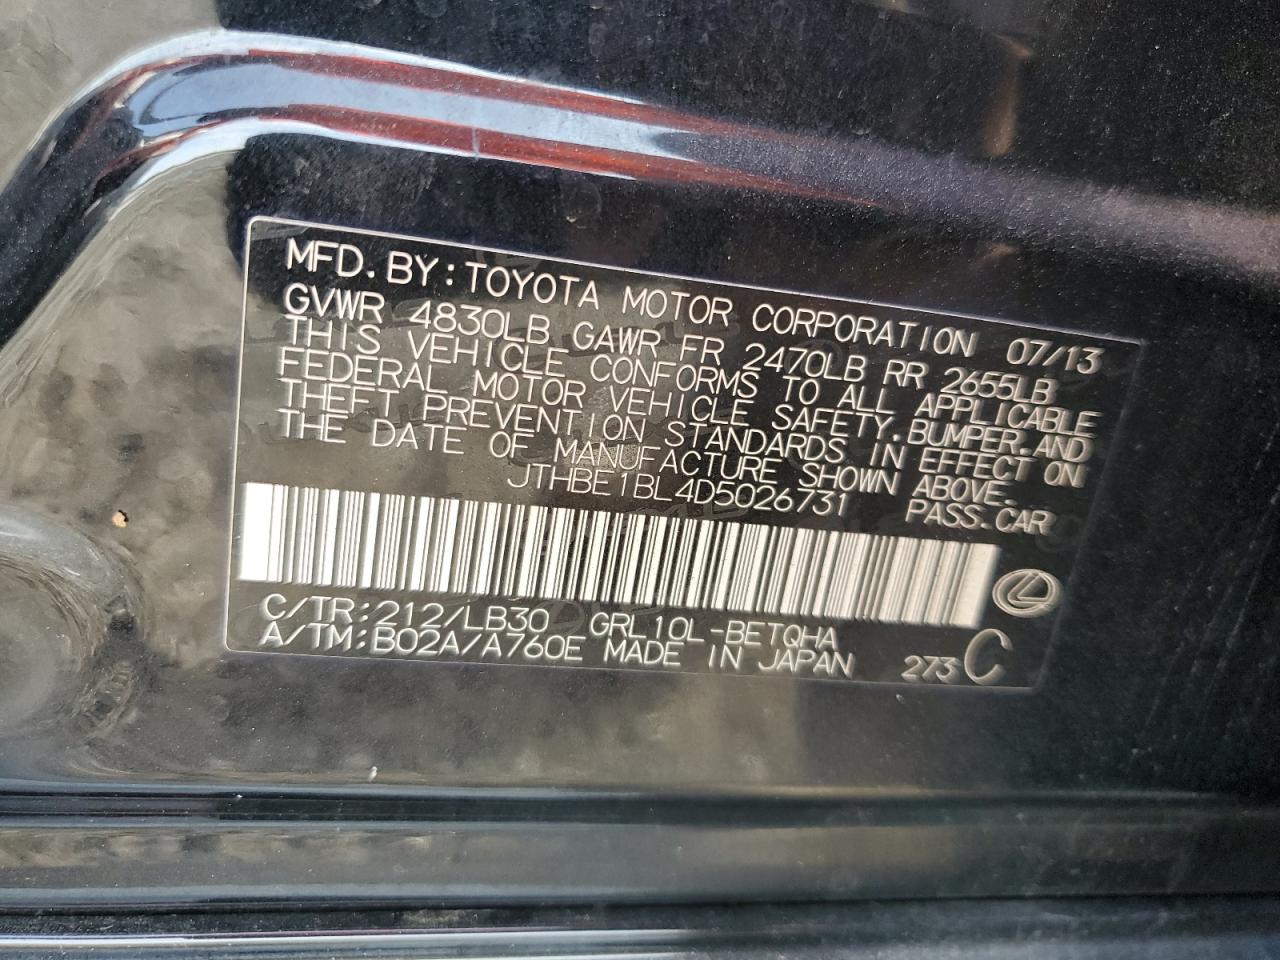 MFD. BY: TOYOTA MOTOR CORPORATION 07/13
GVWR 4830LB GAWR FR 2470LB RR 2655LB
THIS VEHICLE CONFORMS TO ALL APPLICABLE
FEDERAL MOTOR VEHICLE SAFETY, BUMPER, AND
THEFT PREVENTION STANDARDS IN EFFECT ON
THE DATE OF MANUFACTURE SHOWN ABOVE.
JTHBE1BL4D5026731 PASS. CAR
C/TR:212/LB30 GRL10L-BETQHA
A/TM:B02A/A760E MADE IN JAPAN 273 C